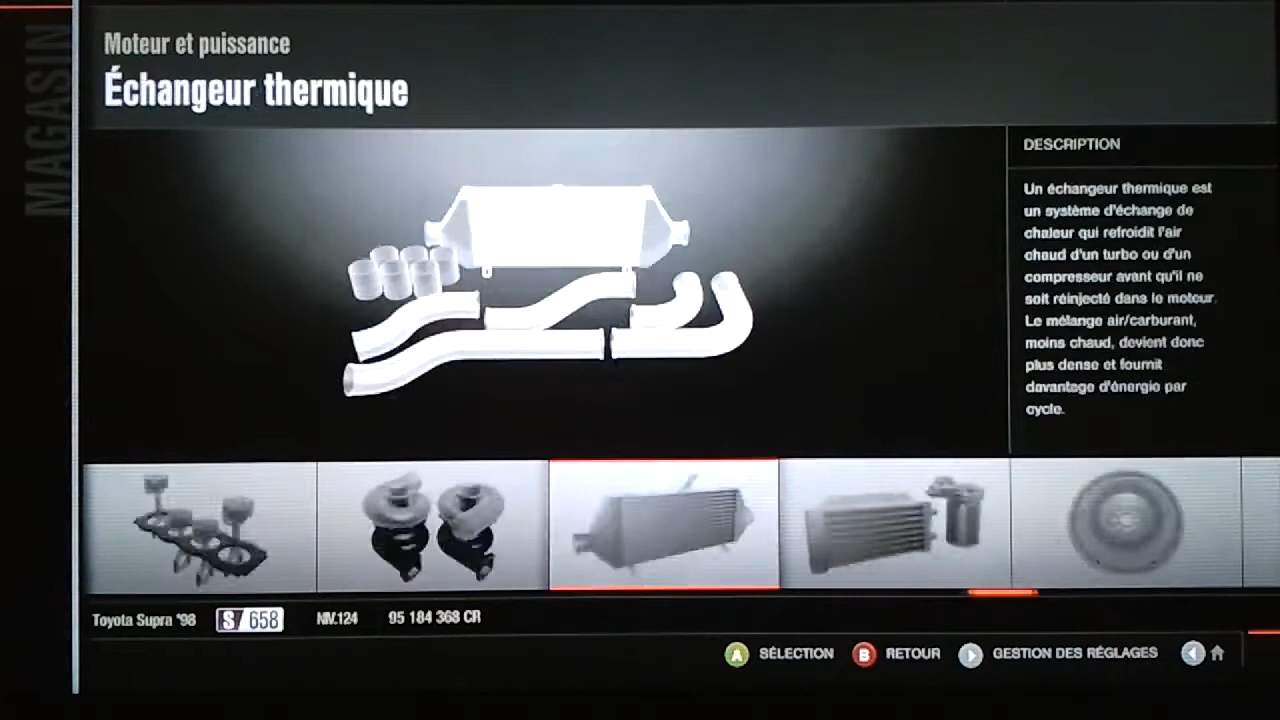 MAGASIN
Moteur et puissance
Échangeur thermique
DESCRIPTION
Un échangeur thermique est
un système d'échange de
chaleur qui refroidit l'air
chaud d'un turbo ou d'un
compresseur avant qu'il ne
soit réinjecté dans le moteur.
Le mélange air/carburant,
moins chaud, devient donc
plus dense et fournit
davantage d'énergie par
cycle.
Toyota Supra '98 S 658 NIV.124 95 184 368 CR
A SÉLECTION B RETOUR GESTION DES RÉGLAGES